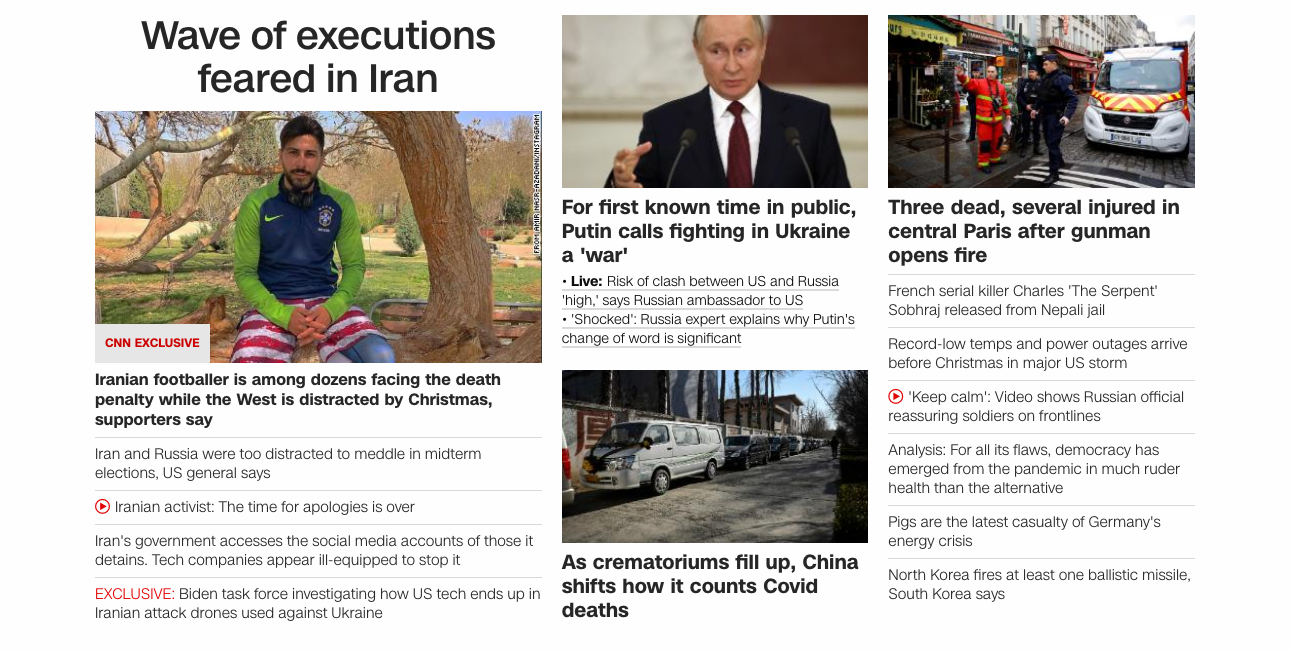 Wave of executions
feared in Iran
FROM AMIR NASR-AZADANI/INSTAGRAM
CNN EXCLUSIVE
Iranian footballer is among dozens facing the death
penalty while the West is distracted by Christmas,
supporters say
Iran and Russia were too distracted to meddle in midterm
elections, US general says
Iranian activist: The time for apologies is over
Iran's government accesses the social media accounts of those it
detains. Tech companies appear ill-equipped to stop it
EXCLUSIVE: Biden task force investigating how US tech ends up in
Iranian attack drones used against Ukraine
For first known time in public,
Putin calls fighting in Ukraine
a 'war'
• Live: Risk of clash between US and Russia
'high,' says Russian ambassador to US
• 'Shocked': Russia expert explains why Putin's
change of word is significant
As crematoriums fill up, China
shifts how it counts Covid
deaths
Three dead, several injured in
central Paris after gunman
opens fire
French serial killer Charles 'The Serpent'
Sobhraj released from Nepali jail
Record-low temps and power outages arrive
before Christmas in major US storm
'Keep calm': Video shows Russian official
reassuring soldiers on frontlines
Analysis: For all its flaws, democracy has
emerged from the pandemic in much ruder
health than the alternative
Pigs are the latest casualty of Germany's
energy crisis
North Korea fires at least one ballistic missile,
South Korea says